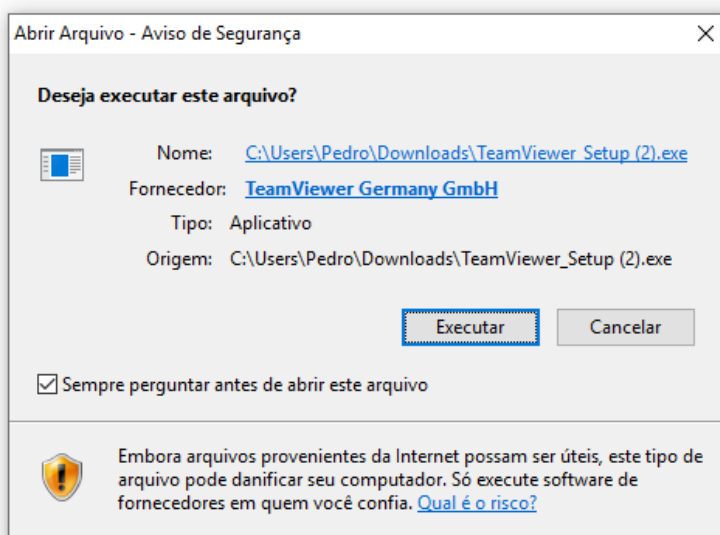 Abrir Arquivo - Aviso de Segurança
Deseja executar este arquivo?
Nome: C:\Users\Pedro\Downloads\TeamViewer_Setup (2).exe
Fornecedor: TeamViewer Germany GmbH
Tipo: Aplicativo
Origem: C:\Users\Pedro\Downloads\TeamViewer_Setup (2).exe
Executar Cancelar
Sempre perguntar antes de abrir este arquivo
Embora arquivos provenientes da Internet possam ser úteis, este tipo de
arquivo pode danificar seu computador. Só execute software de
fornecedores em quem você confia. Qual é o risco?